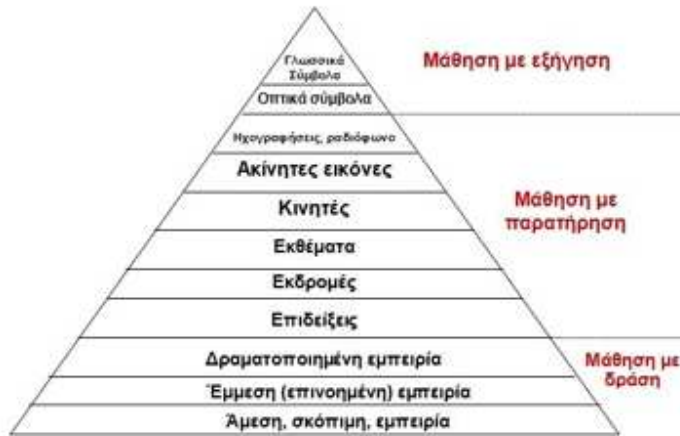 Γλωσσικά
Σύμβολα
Μάθηση με εξήγηση
Οπτικά σύμβολα
Ηχογραφήσεις, ραδιόφωνο
Ακίνητες εικόνες
Κινητές
Μάθηση με
παρατήρηση
Εκθέματα
Εκδρομές
Επιδείξεις
Δραματοποιημένη εμπειρία
Μάθηση με
δράση
Έμμεση (επινοημένη) εμπειρία
Άμεση, σκόπιμη, εμπειρία